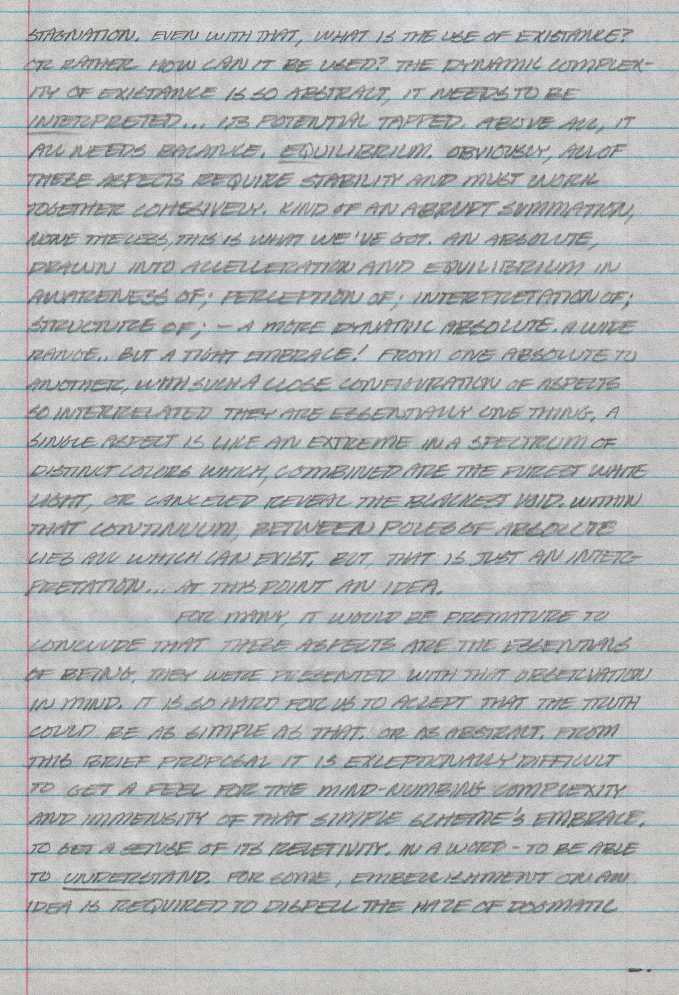 STAGNATION. EVEN WITH THAT, WHAT IS THE USE OF EXISTANCE?
OR RATHER HOW CAN IT BE USED? THE DYNAMIC COMPLEX-
ITY OF EXISTANCE IS SO ABSTRACT, IT NEEDS TO BE
INTERPRETED... ITS POTENTIAL TAPPED. ABOVE ALL, IT
ALL NEEDS BALANCE. EQUILIBRIUM. OBVIOUSLY, ALL OF
THESE ASPECTS REQUIRE STABILITY AND MUST WORK
TOGETHER COHESIVELY. KIND OF AN ABRUPT SUMMATION,
NONE THE LESS, THIS IS WHAT WE'VE GOT. AN ABSOLUTE,
DRAWN INTO ACCELLERATION AND EQUILIBRIUM IN
AWARENESS OF; PERCEPTION OF; INTERPRETATION OF;
STRUCTURE OF; - A MORE DYNAMIC ABSOLUTE. A WIDE
RANGE.. BUT A TIGHT EMBRACE! FROM ONE ABSOLUTE TO
ANOTHER, WITH SUCH A CLOSE CONFIGURATION OF ASPECTS
SO INTERRELATED THEY ARE ESSENTIALLY ONE THING. A
SINGLE ASPECT IS LIKE AN EXTREME IN A SPECTRUM OF
DISTINCT COLORS WHICH, COMBINED ARE THE PUREST WHITE
LIGHT, OR CANCELED REVEAL THE BLACKEST VOID. WITHIN
THAT CONTINUUM, BETWEEN POLES OF ABSOLUTE
LIES ALL WHICH CAN EXIST. BUT, THAT IS JUST AN INTER-
PRETATION... AT THIS POINT AN IDEA.
FOR MANY, IT WOULD BE PREMATURE TO
CONCLUDE THAT THESE ASPECTS ARE THE ESSENTIALS
OF BEING. THEY WERE PRESENTED WITH THAT OBSERVATION
IN MIND. IT IS SO HARD FOR US TO ACCEPT THAT THE TRUTH
COULD BE AS SIMPLE AS THAT. OR AS ABSTRACT. FROM
THIS BRIEF PROPOSAL IT IS EXCEPTIONALLY DIFFICULT
TO GET A FEEL FOR THE MIND-NUMBING COMPLEXITY
AND IMMENSITY OF THAT SIMPLE SCHEME'S EMBRACE.
TO GET A SENSE OF ITS RELETIVITY. IN A WORD - TO BE ABLE
TO UNDERSTAND. FOR SOME, EMBELLISHMENT ON AN
IDEA IS REQUIRED TO DISPELL THE HAZE OF DOGMATIC